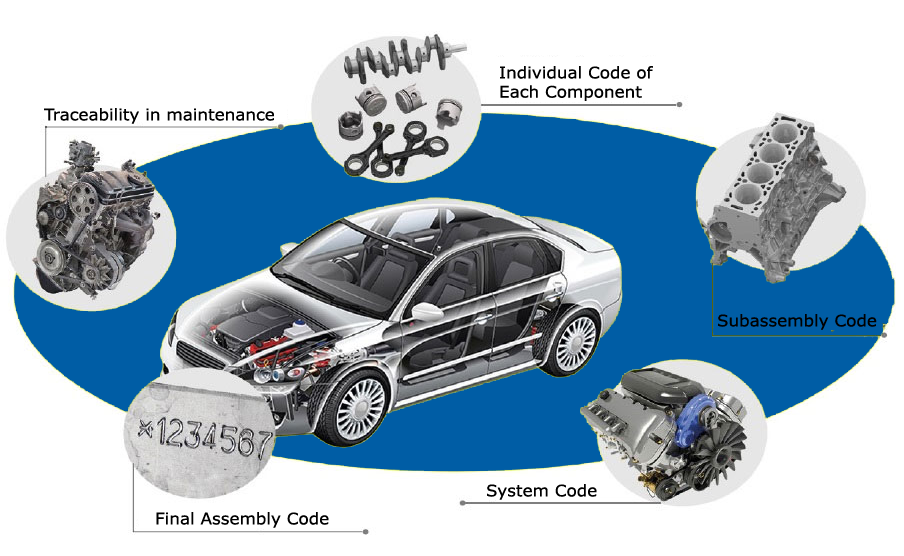 Individual Code of
Each Component
Traceability in maintenance
Subassembly Code
*1234567
System Code
Final Assembly Code